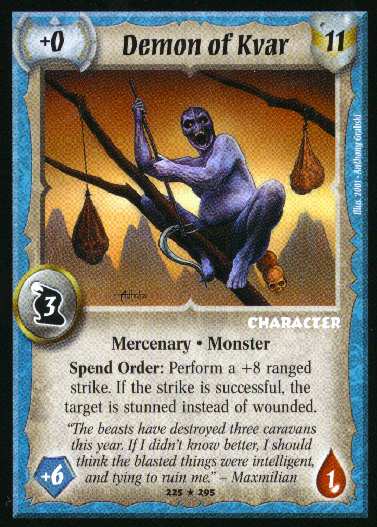 +0
Demon of Kvar
11
Illus. 2001 - Anthony Grabski
3
CHARACTER
Mercenary • Monster
Spend Order: Perform a +8 ranged
strike. If the strike is successful, the
target is stunned instead of wounded.
"The beasts have destroyed three caravans
this year. If I didn't know better, I should
think the blasted things were intelligent,
and tying to ruin me." – Maxmilian
+6
225 ★ 295
1